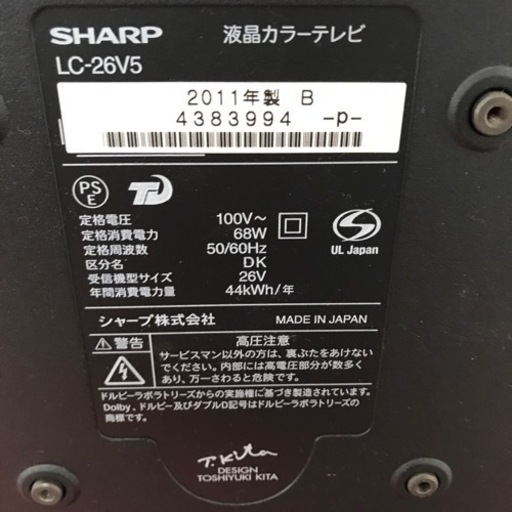 SHARP 液晶カラーテレビ
LC-26V5
2011年製 B
4383994 -p-
PS
E
定格電圧 100V～
定格消費電力 68W
定格周波数 50/60Hz
区分名 DK
受信機型サイズ 26V
年間消費電力量 44kWh/年
UL Japan
シャープ株式会社 MADE IN JAPAN
警告 高圧注意
サービスマン以外の方は、裏ぶたをあけない
でください。内部には高電圧部分が数多く
あり、万一さわると危険です。
ドルビーラボラトリーズからの実施権に基づき製造されています。
Dolby、ドルビー及びダブルD記号はドルビーラボラトリーズの
商標です。
T.Kita
DESIGN
TOSHIYUKI KITA